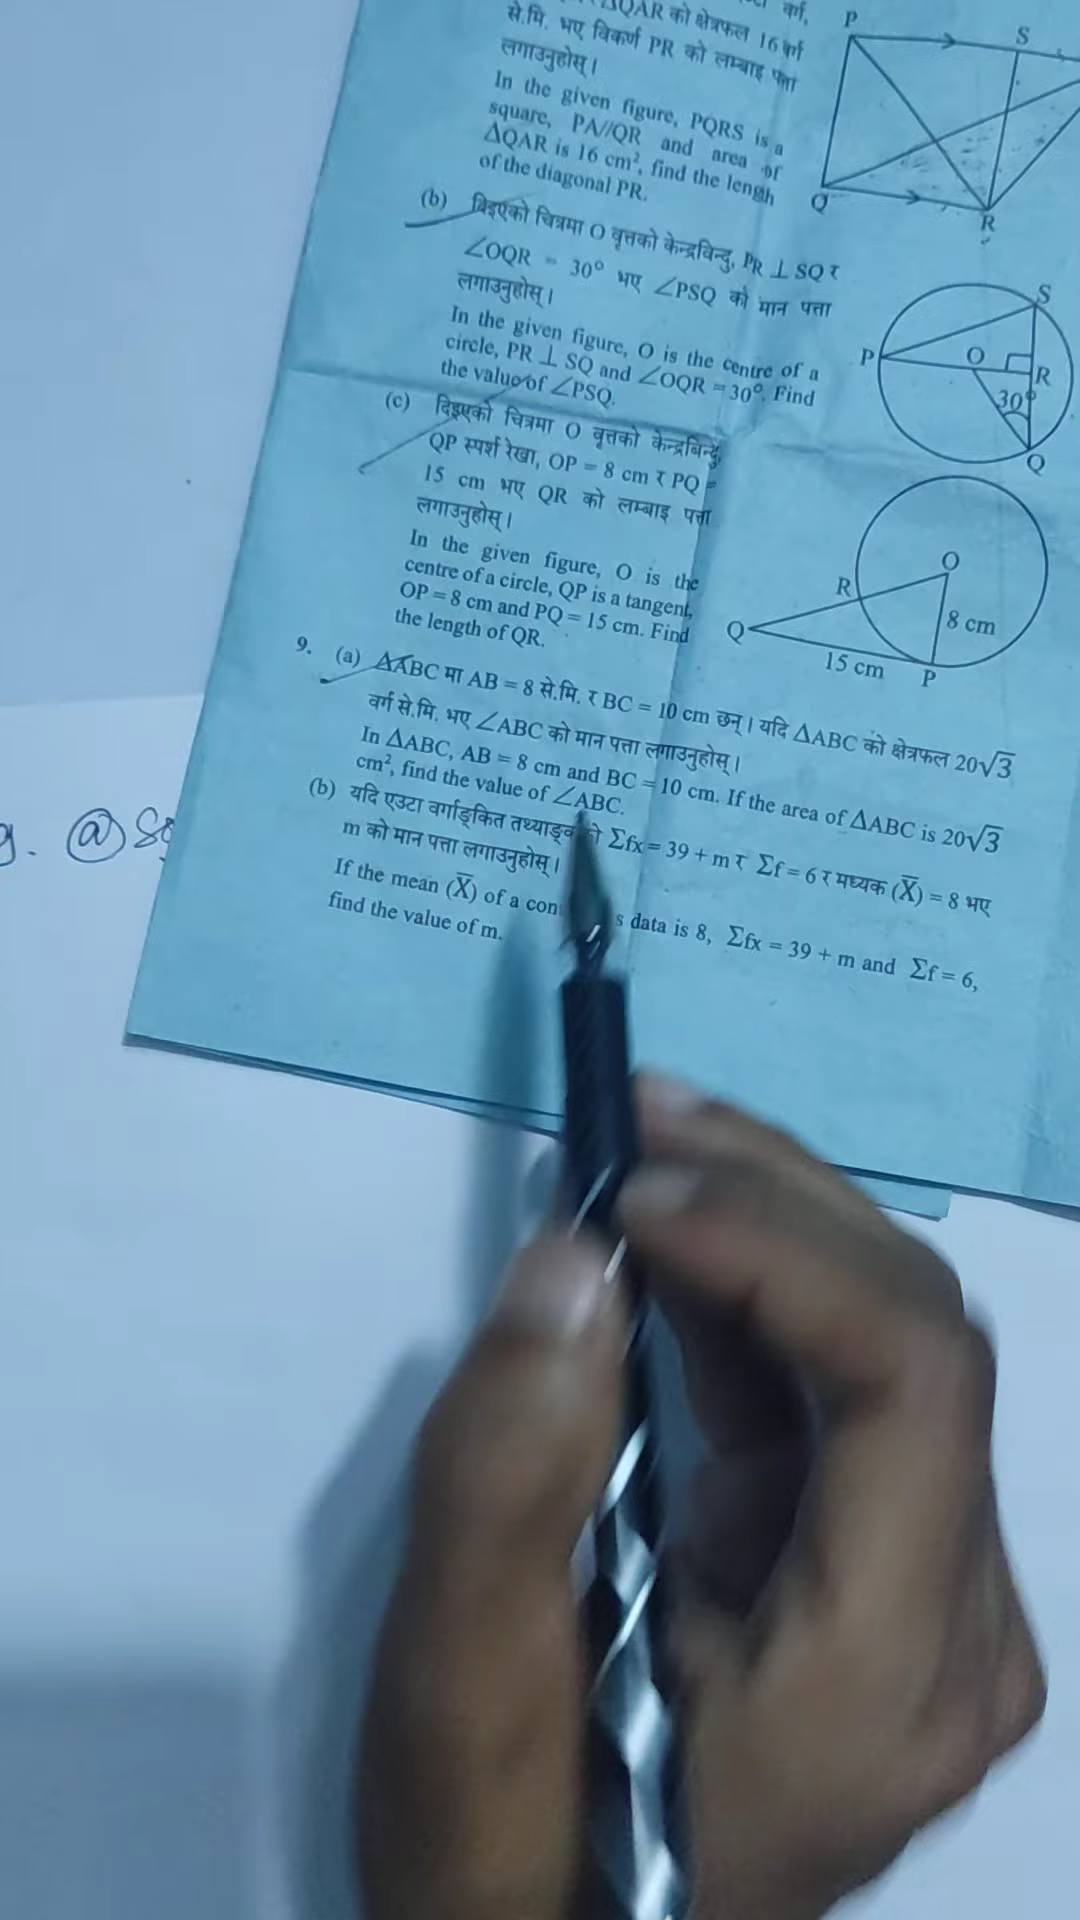 ΔQAR को क्षेत्रफल 16 वर्ग
से.मि. भए विकर्ण PR को लम्बाइ पत्ता
लगाउनुहोस्।
In the given figure, PQRS is a
square, PA//QR and area of
ΔQAR is 16 cm², find the length
of the diagonal PR.
P
S
Q
R
(b) दिइएको चित्रमा O वृत्तको केन्द्रविन्दु, PR ⊥ SQ र
∠OQR = 30° भए ∠PSQ को मान पत्ता
लगाउनुहोस्।
In the given figure, O is the centre of a
circle, PR ⊥ SQ and ∠OQR = 30°. Find
the value of ∠PSQ.
S
P
O
R
30°
Q
(c) दिइएको चित्रमा O वृत्तको केन्द्रबिन्दु,
QP स्पर्श रेखा, OP = 8 cm र PQ =
15 cm भए QR को लम्बाइ पत्ता
लगाउनुहोस्।
In the given figure, O is the
centre of a circle, QP is a tangent,
OP = 8 cm and PQ = 15 cm. Find
the length of QR.
O
R
8 cm
Q
15 cm
P
9. (a) ΔABC मा AB = 8 से.मि. र BC = 10 cm छन्। यदि ΔABC को क्षेत्रफल 20√3
वर्ग से.मि. भए ∠ABC को मान पत्ता लगाउनुहोस्।
In ΔABC, AB = 8 cm and BC = 10 cm. If the area of ΔABC is 20√3
cm², find the value of ∠ABC.
(b) यदि एउटा वर्गाङ्कित Σfx = 39 + m र Σf = 6 र मध्यक (X̅) = 8 भए
m को मान पत्ता लगाउनुहोस्।
If the mean (X̅) of a con s data is 8, Σfx = 39 + m and Σf = 6,
find the value of m.
9. (a)